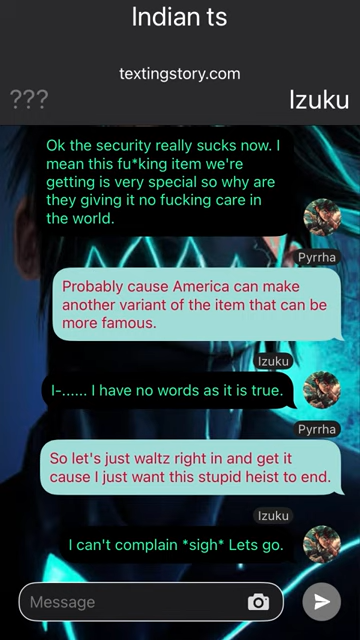 Indian ts
textingstory.com
??? Izuku
Ok the security really sucks now. I
mean this fu*king item we're
getting is very special so why are
they giving it no fucking care in
the world.
Pyrrha
Probably cause America can make
another variant of the item that can be
more famous.
Izuku
I-...... I have no words as it is true.
Pyrrha
So let's just waltz right in and get it
cause I just want this stupid heist to end.
Izuku
I can't complain *sigh* Lets go.
Message